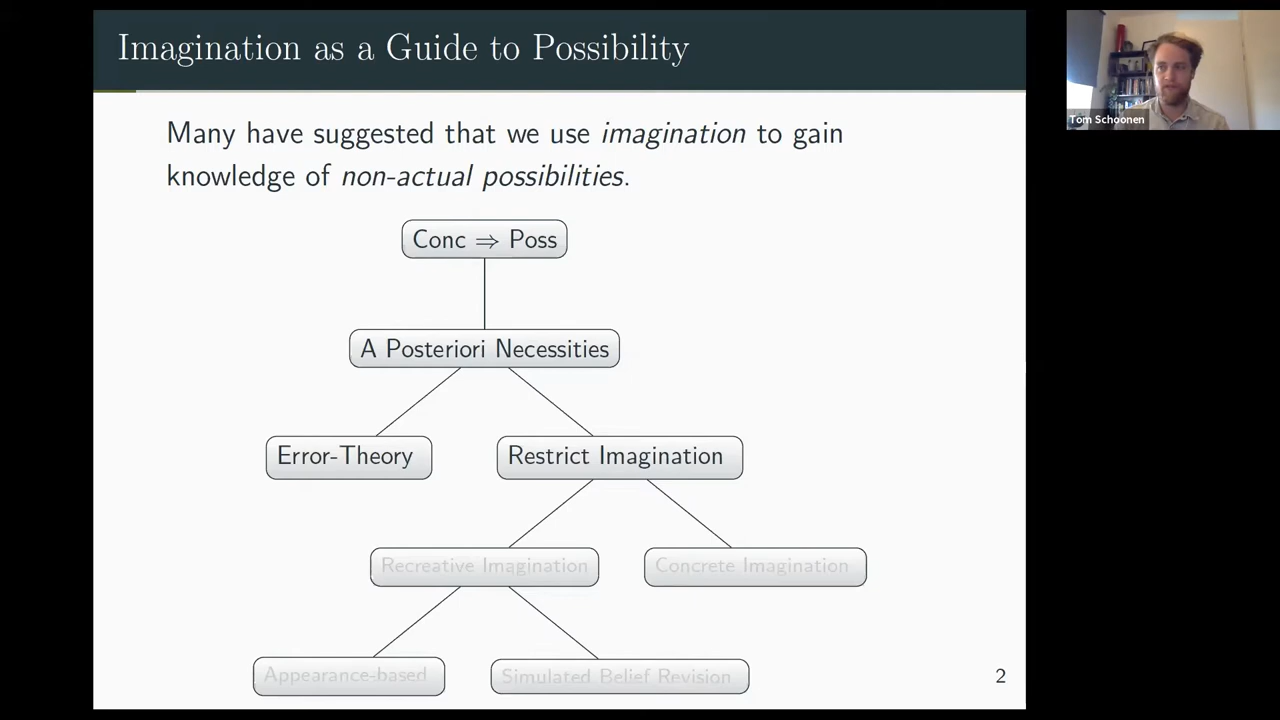 Imagination as a Guide to Possibility
Many have suggested that we use imagination to gain
knowledge of non-actual possibilities.
Conc ⇒ Poss
A Posteriori Necessities
Error-Theory
Restrict Imagination
Recreative Imagination
Concrete Imagination
Appearance-based
Simulated Belief Revision
2
Tom Schoonen